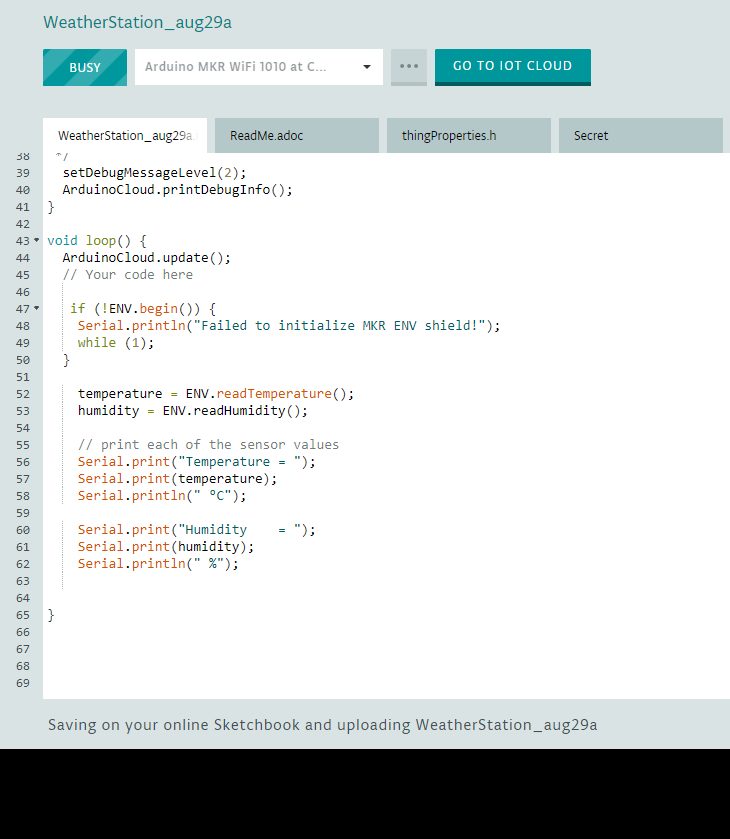 WeatherStation_aug29a
BUSY
Arduino MKR WiFi 1010 at C...
GO TO IOT CLOUD
WeatherStation_aug29a
ReadMe.adoc
thingProperties.h
Secret
38 */
39 setDebugMessageLevel(2);
40 ArduinoCloud.printDebugInfo();
41 }
42
43 void loop() {
44 ArduinoCloud.update();
45 // Your code here
46
47 if (!ENV.begin()) {
48 Serial.println("Failed to initialize MKR ENV shield!");
49 while (1);
50 }
51
52 temperature = ENV.readTemperature();
53 humidity = ENV.readHumidity();
54
55 // print each of the sensor values
56 Serial.print("Temperature = ");
57 Serial.print(temperature);
58 Serial.println(" °C");
59
60 Serial.print("Humidity    = ");
61 Serial.print(humidity);
62 Serial.println(" %");
63
64
65 }
66
67
68
69
Saving on your online Sketchbook and uploading WeatherStation_aug29a